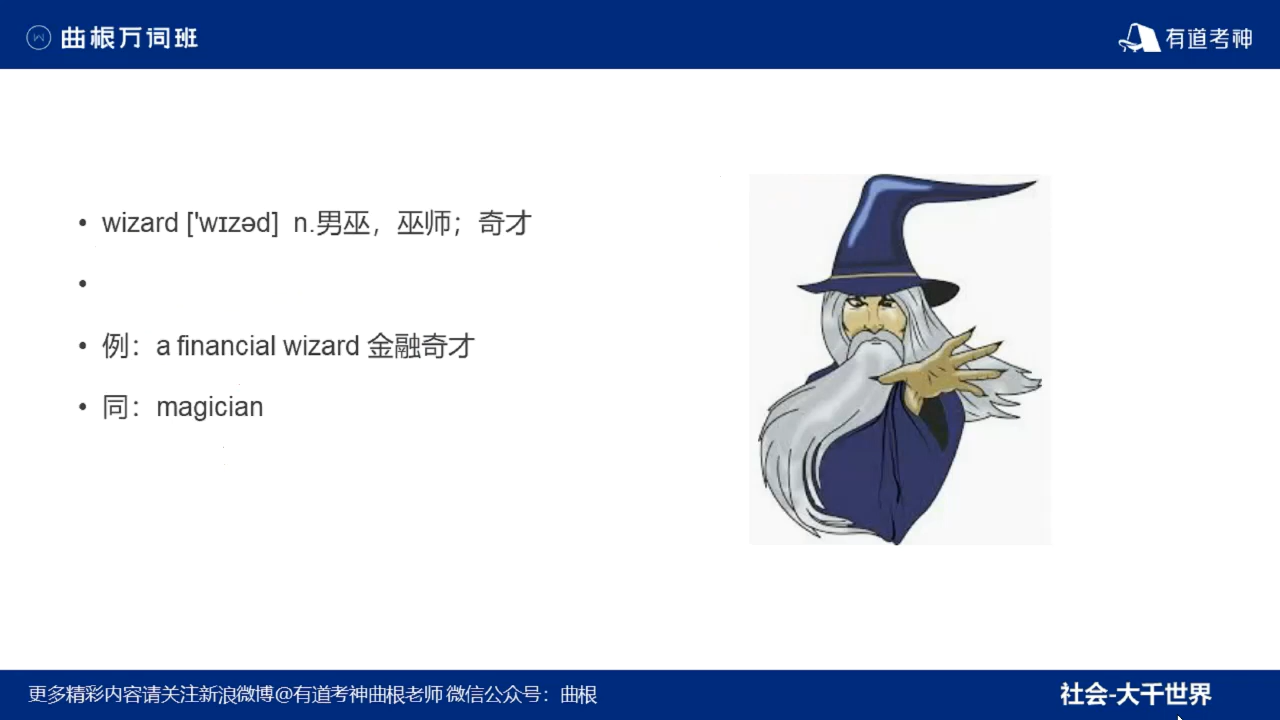 曲根万词班
有道考神
• wizard ['wɪzəd]  n.男巫，巫师；奇才
•
• 例：a financial wizard 金融奇才
• 同：magician
更多精彩内容请关注新浪微博@有道考神曲根老师 微信公众号：曲根
社会-大千世界